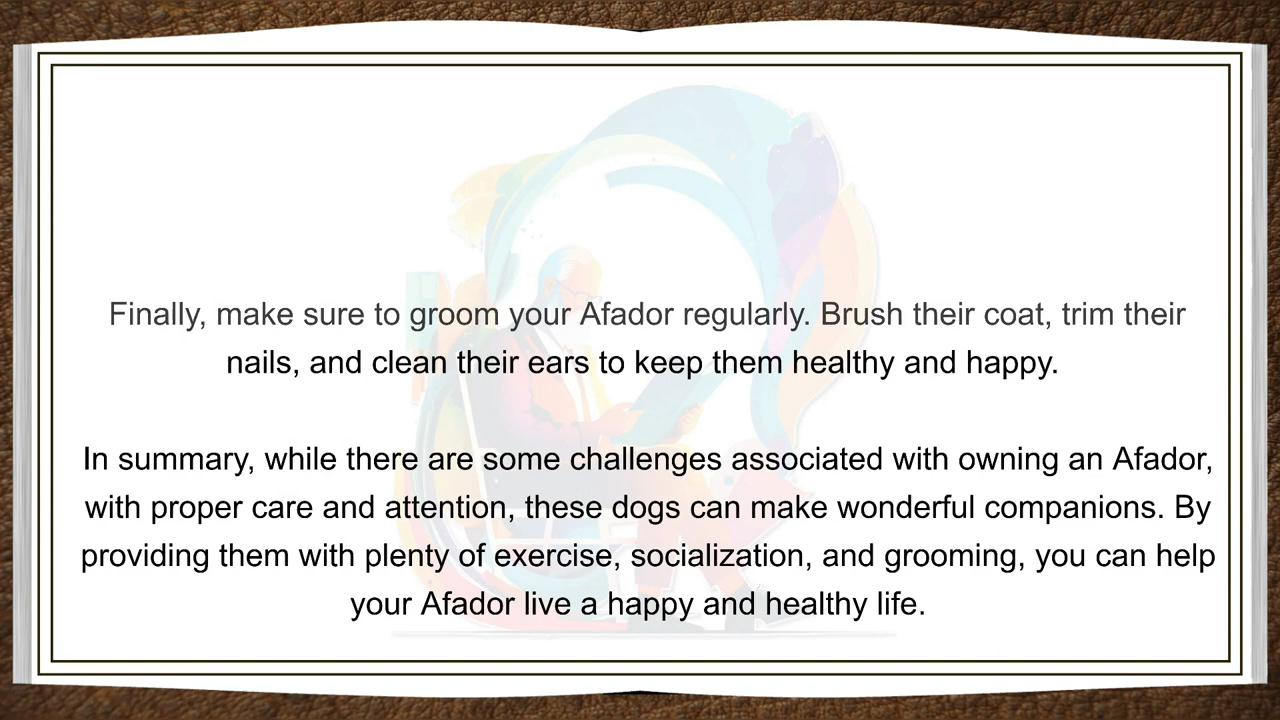 Finally, make sure to groom your Afador regularly. Brush their coat, trim their
nails, and clean their ears to keep them healthy and happy.
In summary, while there are some challenges associated with owning an Afador,
with proper care and attention, these dogs can make wonderful companions. By
providing them with plenty of exercise, socialization, and grooming, you can help
your Afador live a happy and healthy life.